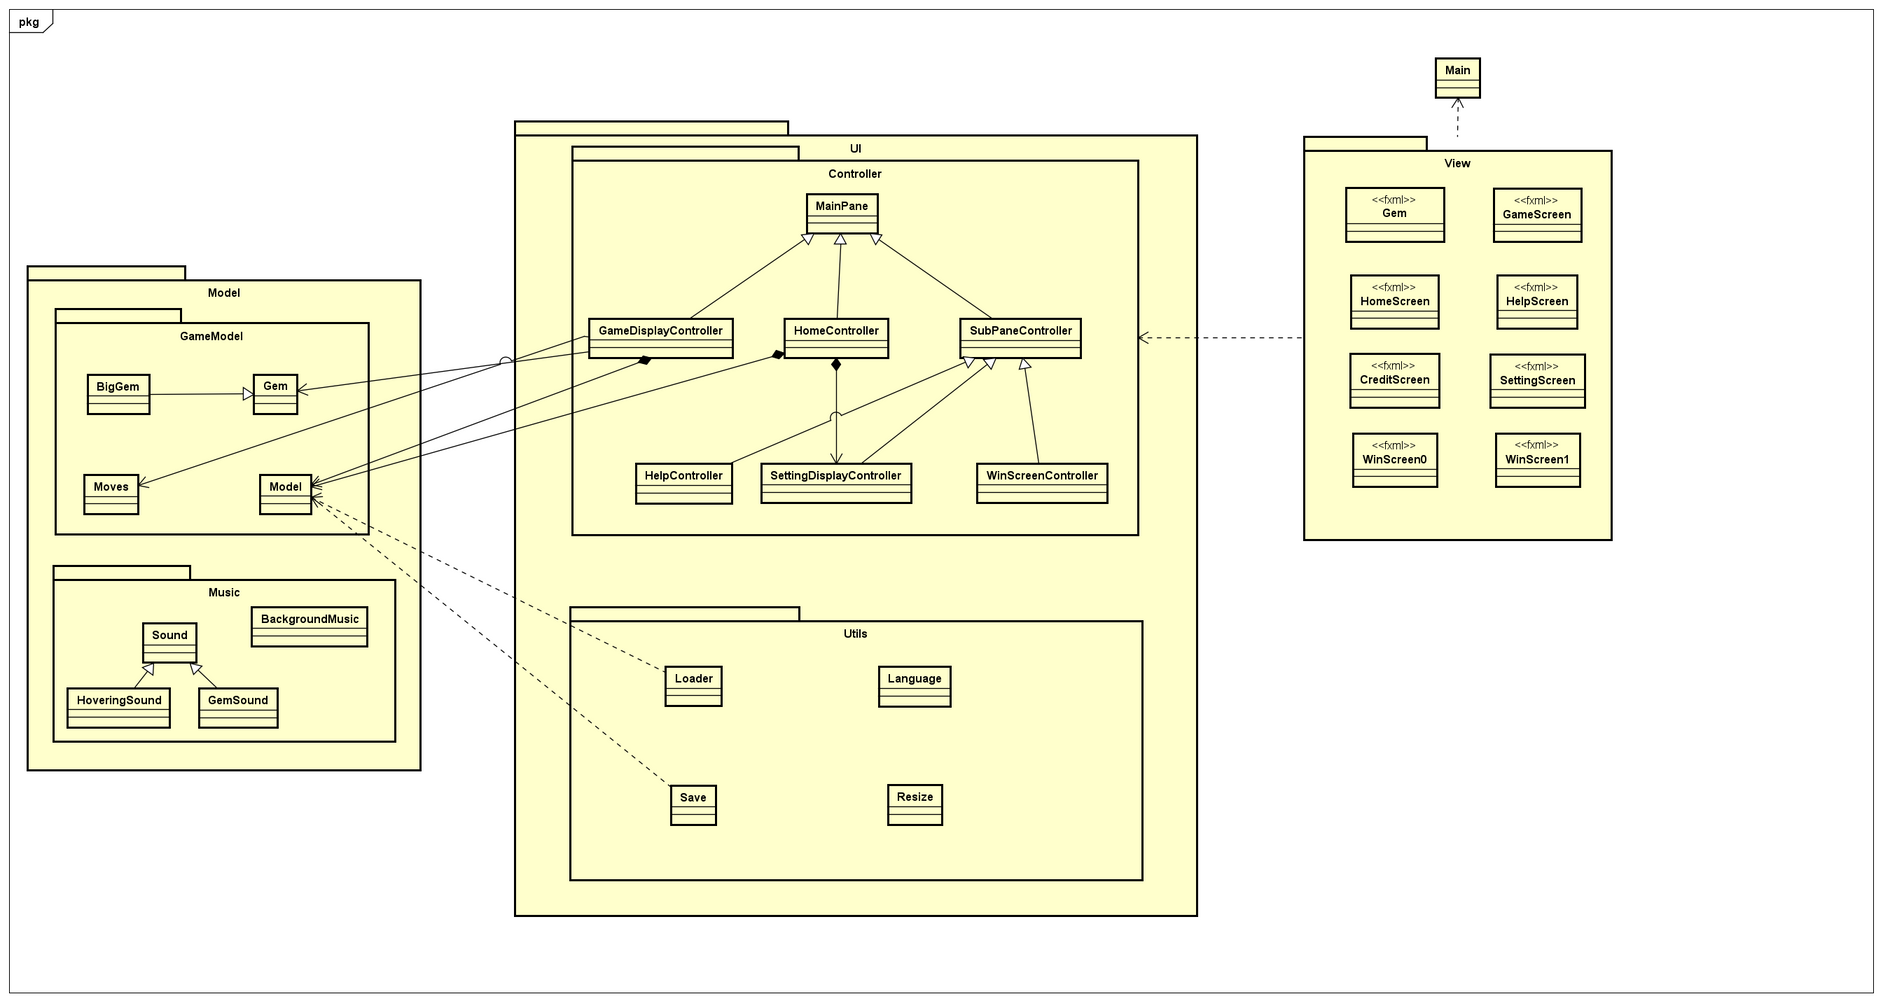 pkg
Main
UI
View
Controller
MainPane
<<fxml>>
Gem
<<fxml>>
GameScreen
Model
GameModel
<<fxml>>
HomeScreen
<<fxml>>
HelpScreen
GameDisplayController
HomeController
SubPaneController
BigGem
Gem
<<fxml>>
CreditScreen
<<fxml>>
SettingScreen
Moves
Model
HelpController
SettingDisplayController
WinScreenController
<<fxml>>
WinScreen0
<<fxml>>
WinScreen1
Music
BackgroundMusic
Sound
HoveringSound
GemSound
Utils
Loader
Language
Save
Resize